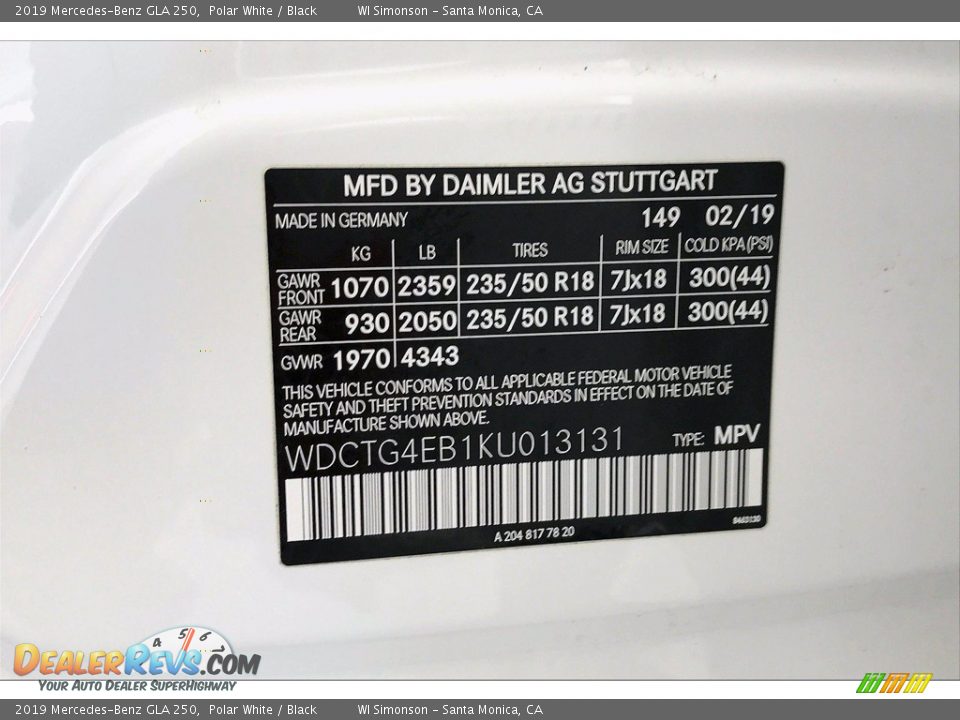 2019 Mercedes-Benz GLA 250,  Polar White / Black  WI Simonson - Santa Monica, CA
MFD BY DAIMLER AG STUTTGART
MADE IN GERMANY 149 02/19
KG LB TIRES RIM SIZE COLD KPA (PSI)
GAWR FRONT 1070 2359 235/50 R18 7Jx18 300(44)
GAWR REAR 930 2050 235/50 R18 7Jx18 300(44)
GVWR 1970 4343
THIS VEHICLE CONFORMS TO ALL APPLICABLE FEDERAL MOTOR VEHICLE
SAFETY AND THEFT PREVENTION STANDARDS IN EFFECT ON THE DATE OF
MANUFACTURE SHOWN ABOVE.
WDCTG4EB1KU013131 TYPE: MPV
A 204 817 78 20
4 5 6 7
DEALERREVS.COM
YOUR AUTO DEALER SUPERHIGHWAY
2019 Mercedes-Benz GLA 250,  Polar White / Black  WI Simonson - Santa Monica, CA